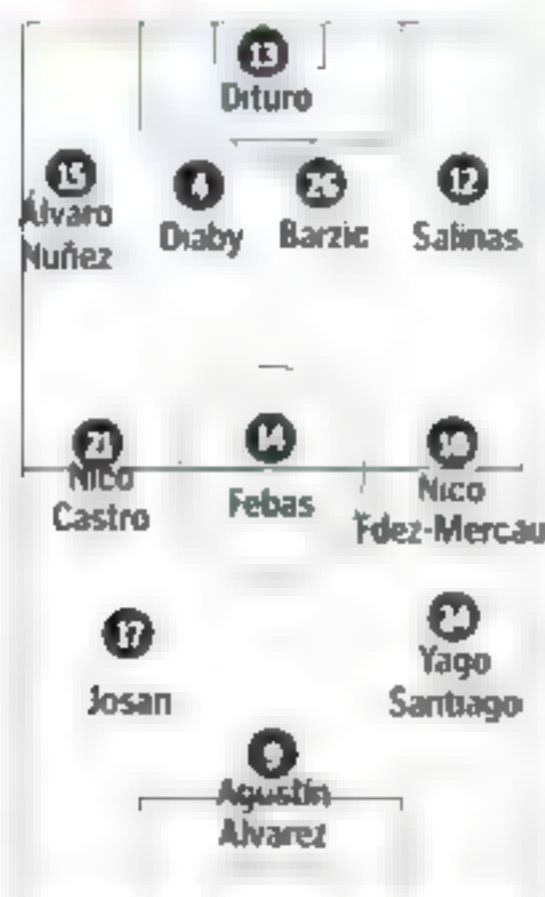 13
Dituro
15
4
26
12
Álvaro
Nuñez
Diaby
Barzic
Salinas
21
14
10
Nico
Castro
Febas
Nico
Fdez-Mercau
17
24
Josan
Yago
Santiago
9
Agustín
Alvarez